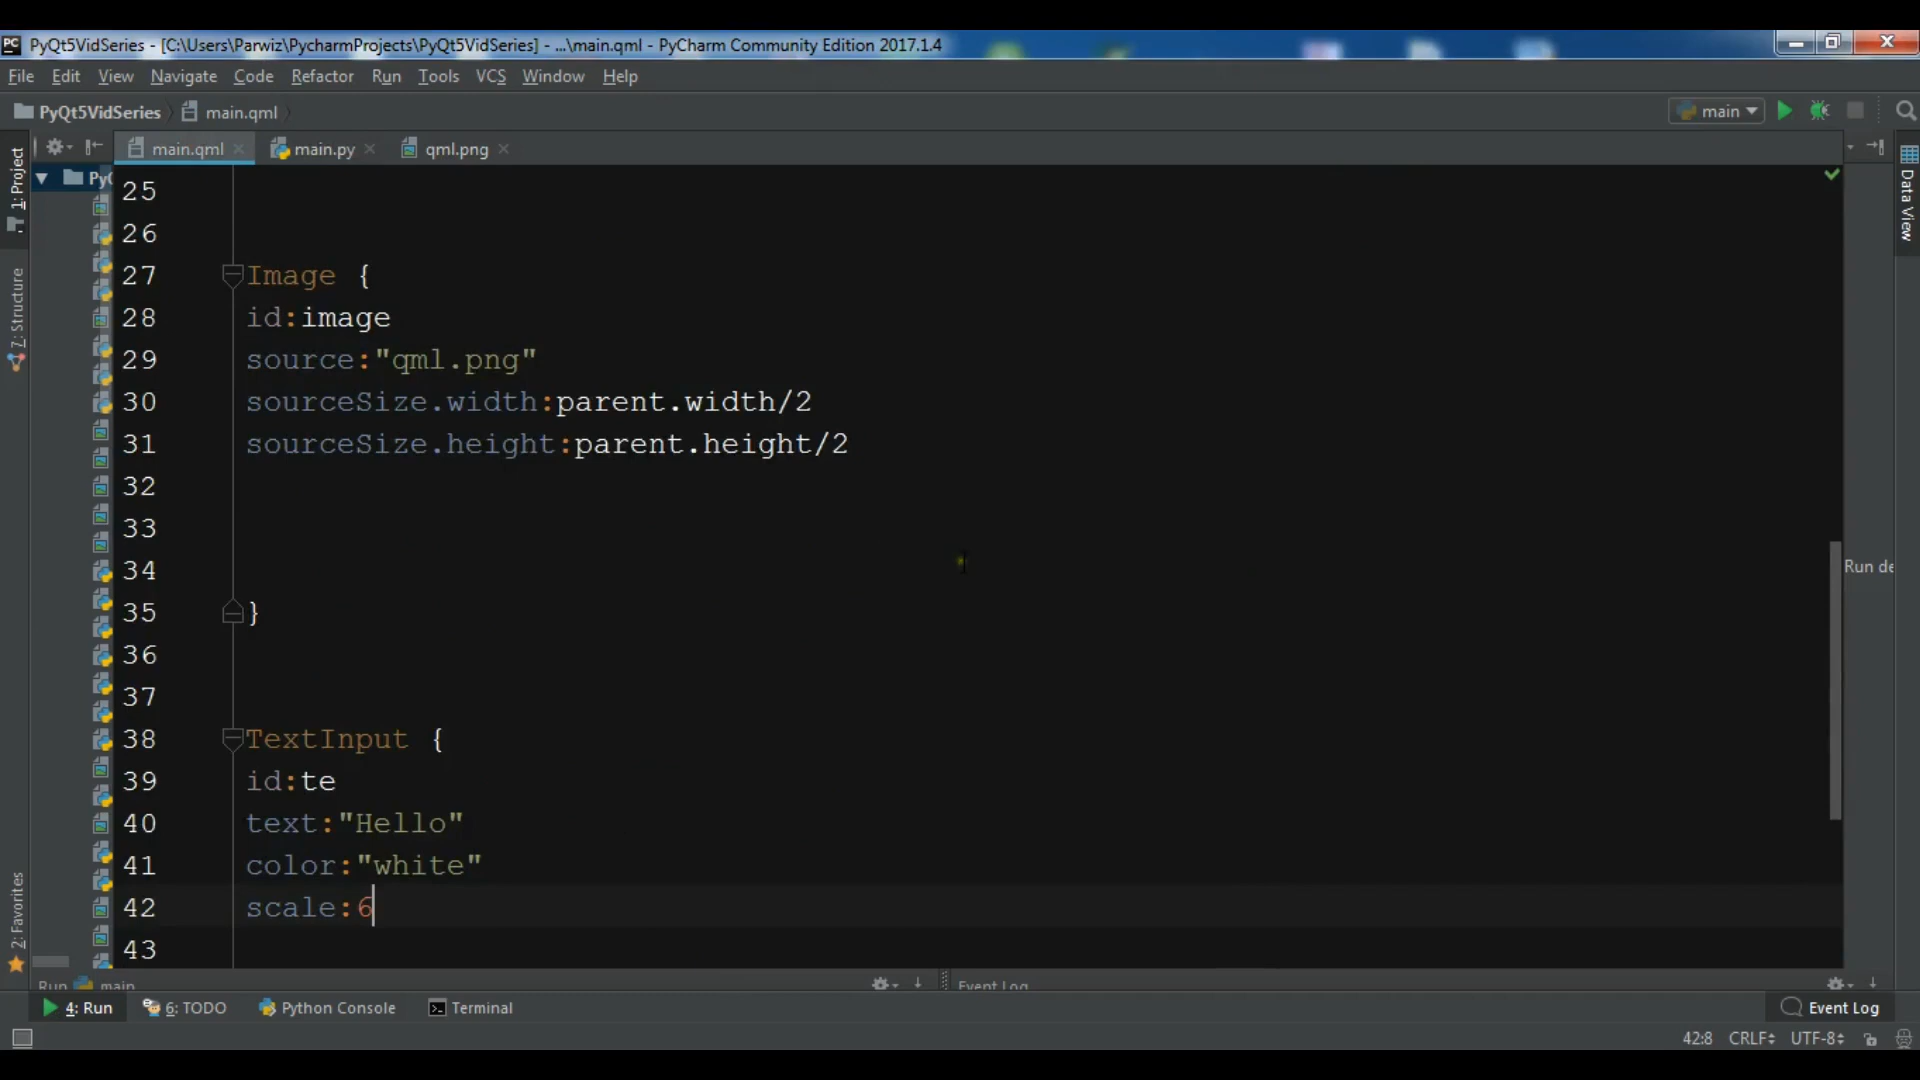 PyQt5VidSeries - [C:\Users\Parwiz\PycharmProjects\PyQt5VidSeries] - ...\main.qml - PyCharm Community Edition 2017.1.4
File Edit View Navigate Code Refactor Run Tools VCS Window Help
PyQt5VidSeries main.qml main
main.qml main.py qml.png
1: Project
7: Structure
2: Favorites
Data View
25
26
27 Image {
28 id:image
29 source:"qml.png"
30 sourceSize.width:parent.width/2
31 sourceSize.height:parent.height/2
32
33
34
35 }
36
37
38 TextInput {
39 id:te
40 text:"Hello"
41 color:"white"
42 scale:6
43
Run de
Run main Event Log
4: Run 6: TODO Python Console Terminal Event Log
42:8 CRLF UTF-8